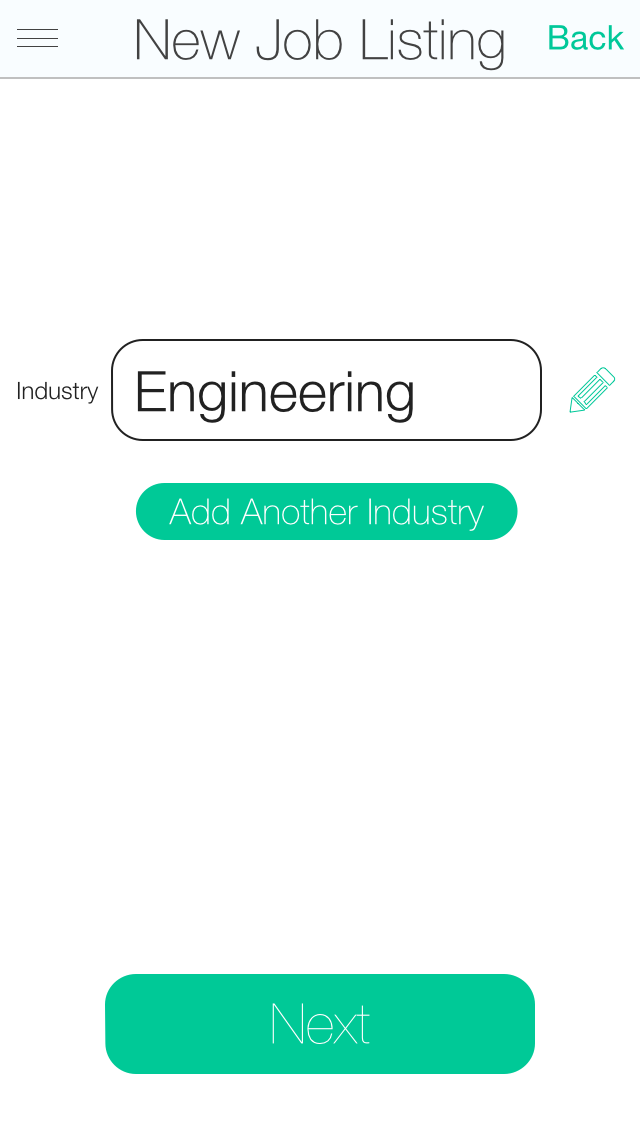 New Job Listing Back
Industry Engineering
Add Another Industry
Next